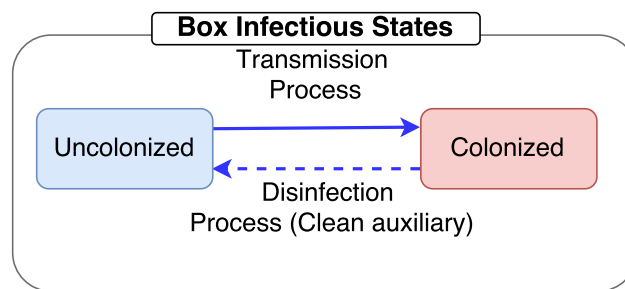 Box Infectious States
Transmission
Process
Uncolonized
Colonized
Disinfection
Process (Clean auxiliary)